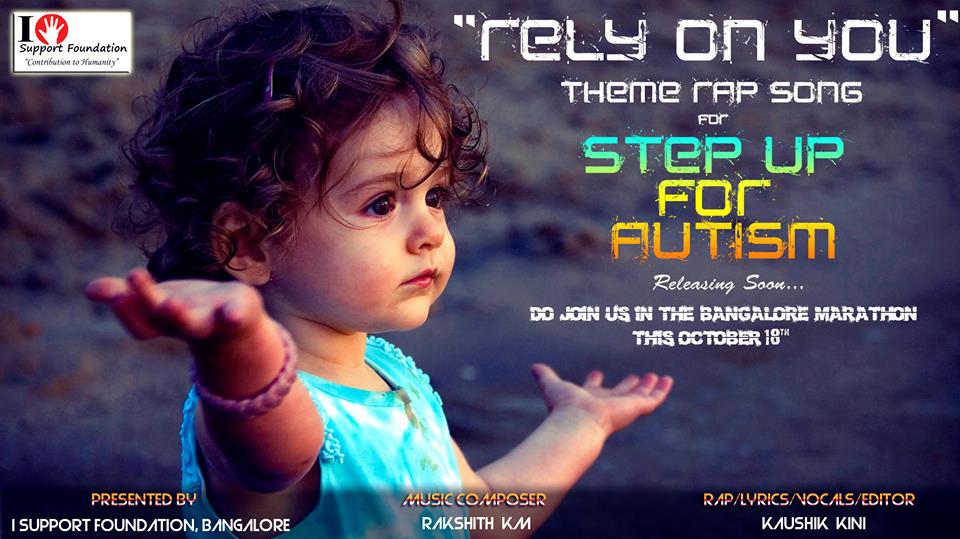 I
Support Foundation
"Contribution to Humanity"
"RELY ON YOU"
THEME RAP SONG
FOR
STEP UP
FOR
AUTISM
Releasing Soon...
DO JOIN US IN THE BANGALORE MARATHON
THIS OCTOBER 18TH
PRESENTED BY
I SUPPORT FOUNDATION, BANGALORE
MUSIC COMPOSER
RAKSHITH KM
RAP/LYRICS/VOCALS/EDITOR
KAUSHIK KINI